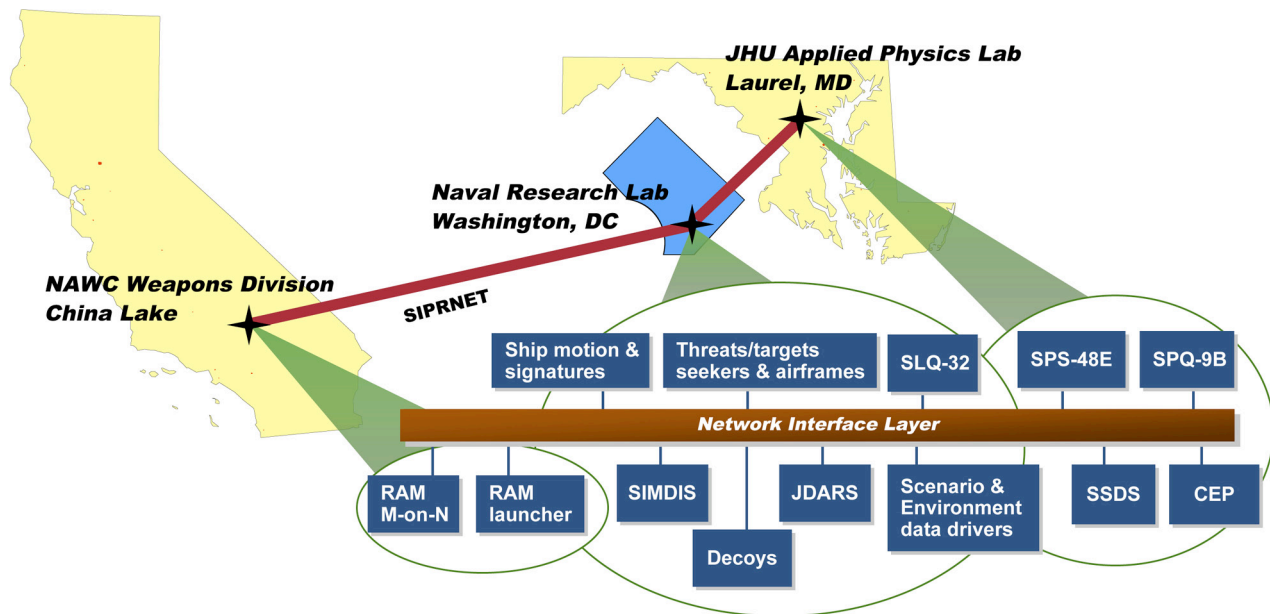 JHU Applied Physics Lab
Laurel, MD
Naval Research Lab
Washington, DC
NAWC Weapons Division
China Lake
SIPRNET
Ship motion &
signatures
Threats/targets
seekers & airframes
SLQ-32
SPS-48E
SPQ-9B
Network Interface Layer
RAM
M-on-N
RAM
launcher
SIMDIS
Decoys
JDARS
Scenario &
Environment
data drivers
SSDS
CEP